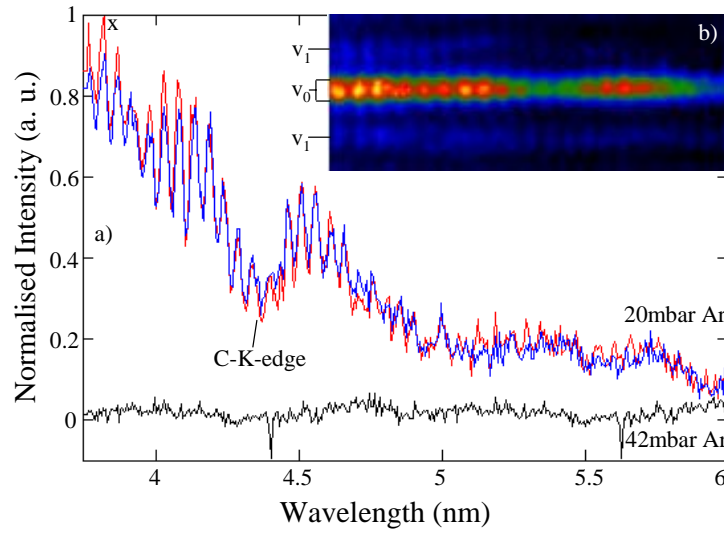 1
x
b)
v1
v0
v1
0.8
0.6
a)
0.4
0.2
0
C-K-edge
20mbar Ar
42mbar Ar
4
4.5
5
5.5
6
Normalised Intensity (a. u.)
Wavelength (nm)